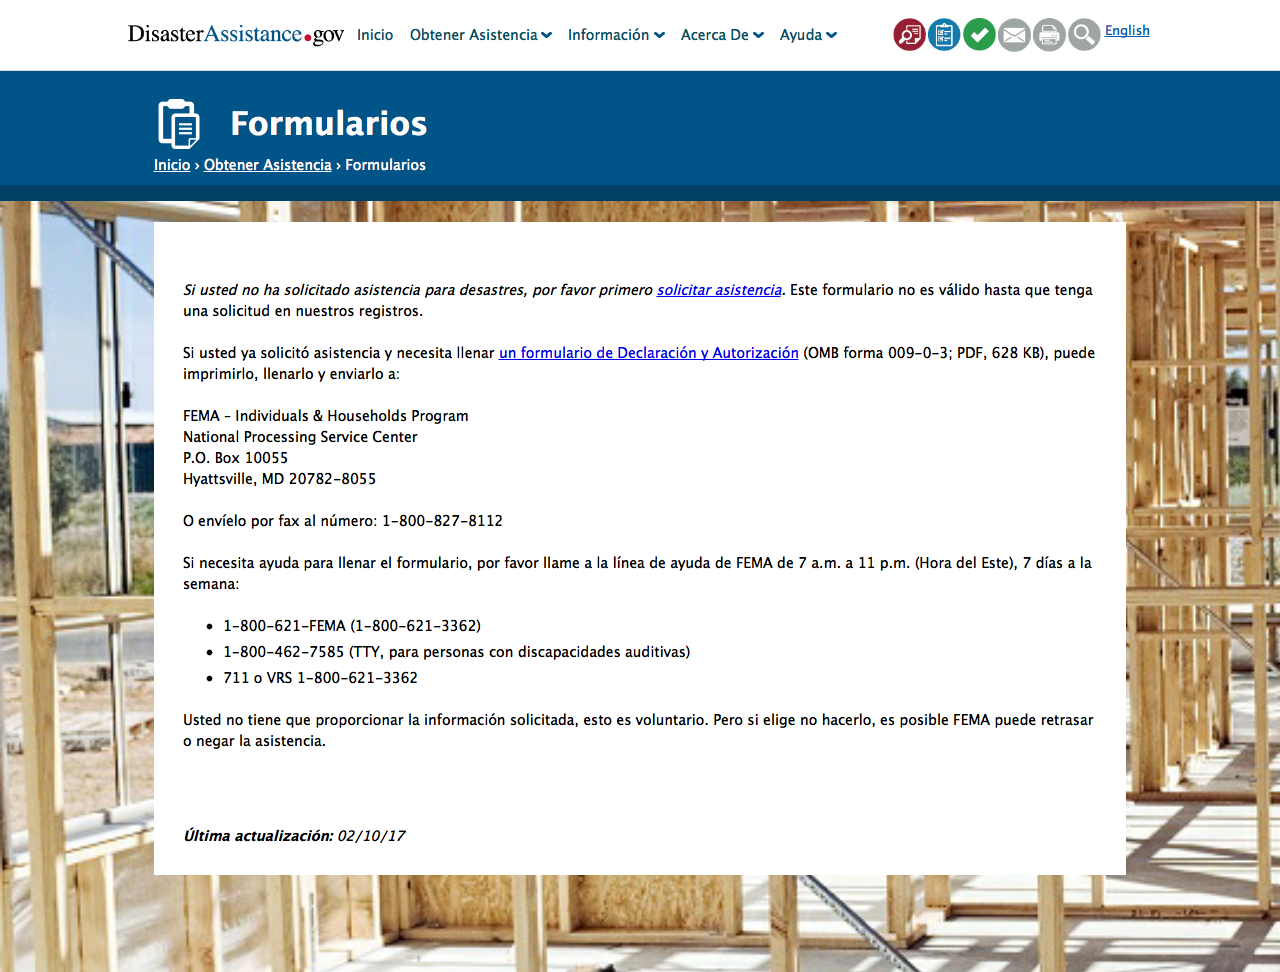 DisasterAssistance.gov Inicio Obtener Asistencia Información Acerca De Ayuda English
Formularios
Inicio › Obtener Asistencia › Formularios
Si usted no ha solicitado asistencia para desastres, por favor primero solicitar asistencia. Este formulario no es válido hasta que tenga
una solicitud en nuestros registros.
Si usted ya solicitó asistencia y necesita llenar un formulario de Declaración y Autorización (OMB forma 009-0-3; PDF, 628 KB), puede
imprimirlo, llenarlo y enviarlo a:
FEMA – Individuals & Households Program
National Processing Service Center
P.O. Box 10055
Hyattsville, MD 20782-8055
O envíelo por fax al número: 1-800-827-8112
Si necesita ayuda para llenar el formulario, por favor llame a la línea de ayuda de FEMA de 7 a.m. a 11 p.m. (Hora del Este), 7 días a la
semana:
• 1-800-621-FEMA (1-800-621-3362)
• 1-800-462-7585 (TTY, para personas con discapacidades auditivas)
• 711 o VRS 1-800-621-3362
Usted no tiene que proporcionar la información solicitada, esto es voluntario. Pero si elige no hacerlo, es posible FEMA puede retrasar
o negar la asistencia.
Última actualización: 02/10/17